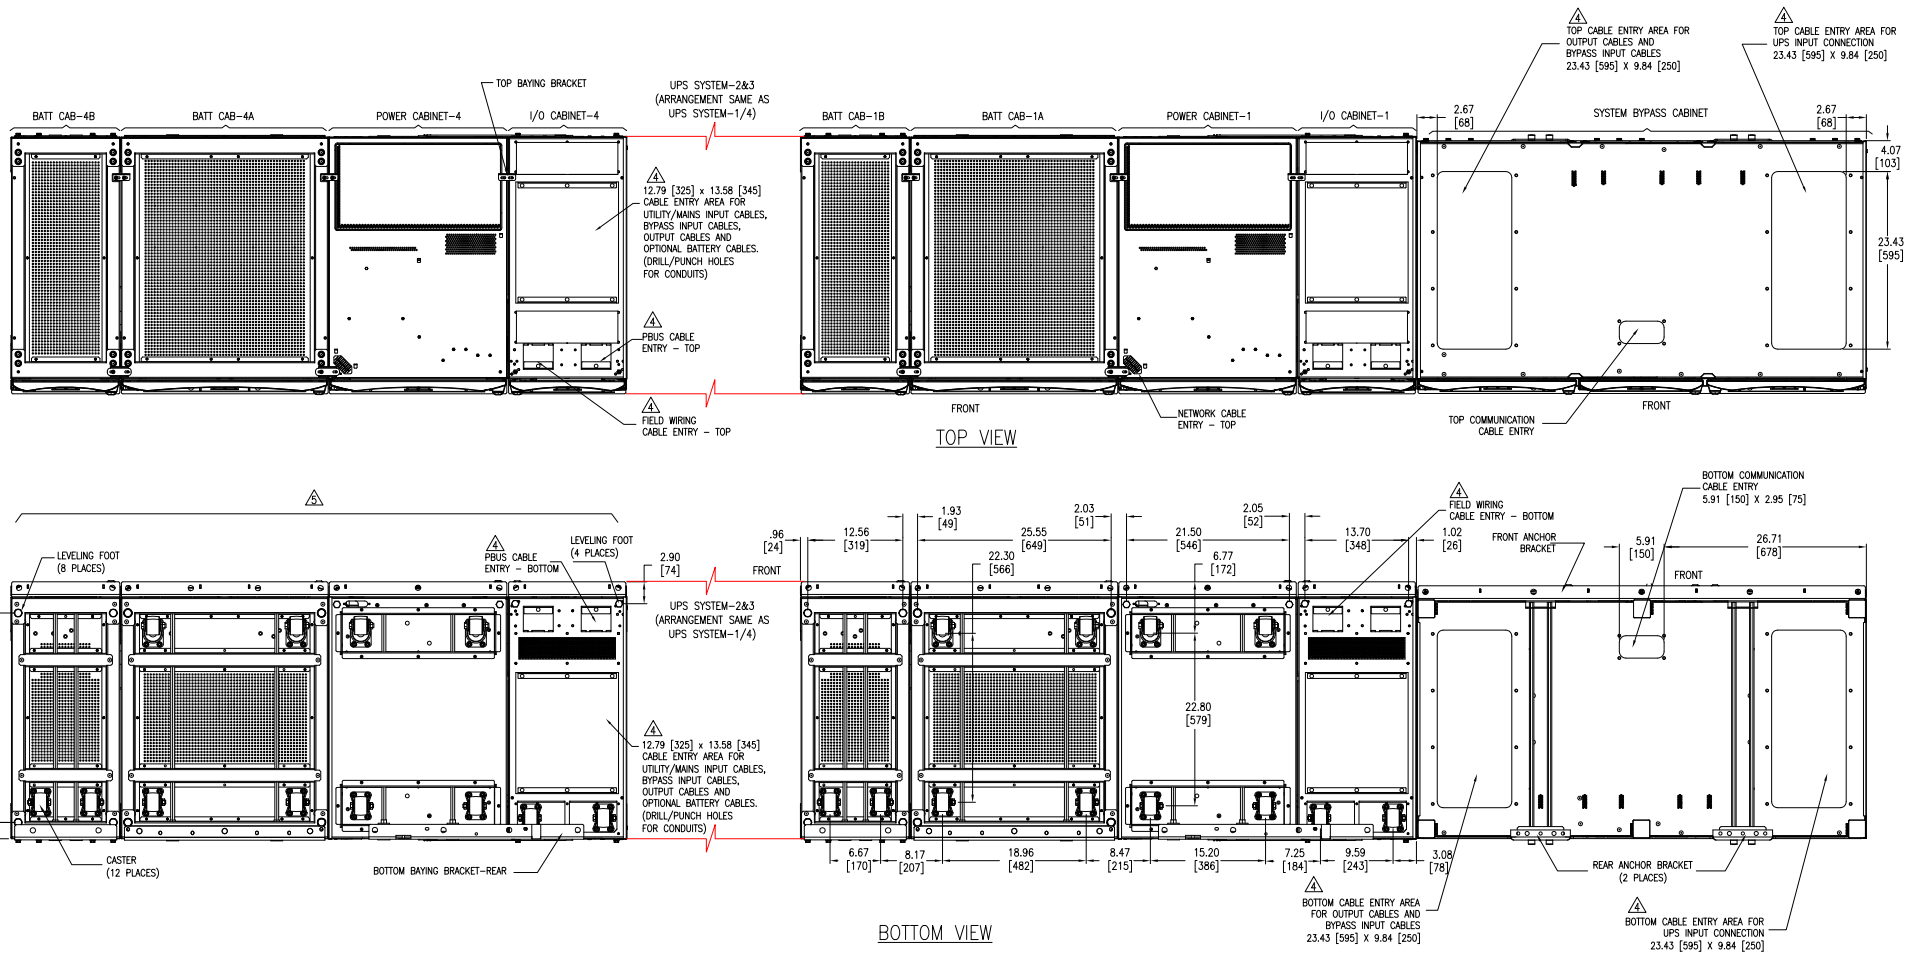 4
TOP CABLE ENTRY AREA FOR
OUTPUT CABLES AND
BYPASS INPUT CABLES
23.43 [595] X 9.84 [250]
4
TOP CABLE ENTRY AREA FOR
UPS INPUT CONNECTION
23.43 [595] X 9.84 [250]
TOP BAYING BRACKET
UPS SYSTEM-2&3
(ARRANGEMENT SAME AS
UPS SYSTEM-1/4)
BATT CAB-4B
BATT CAB-4A
POWER CABINET-4
I/O CABINET-4
BATT CAB-1B
BATT CAB-1A
POWER CABINET-1
I/O CABINET-1
2.67
[68]
SYSTEM BYPASS CABINET
2.67
[68]
4.07
[103]
23.43
[595]
4
12.79 [325] x 13.58 [345]
CABLE ENTRY AREA FOR
UTILITY/MAINS INPUT CABLES,
BYPASS INPUT CABLES,
OUTPUT CABLES AND
OPTIONAL BATTERY CABLES.
(DRILL/PUNCH HOLES
FOR CONDUITS)
4
PBUS CABLE
ENTRY - TOP
4
FIELD WIRING
CABLE ENTRY - TOP
FRONT
NETWORK CABLE
ENTRY - TOP
FRONT
TOP COMMUNICATION
CABLE ENTRY
TOP VIEW
5
LEVELING FOOT
(8 PLACES)
4
PBUS CABLE
ENTRY - BOTTOM
LEVELING FOOT
(4 PLACES)
2.90
[74]
FRONT
.96
[24]
12.56
[319]
1.93
[49]
25.55
[649]
22.30
[566]
2.03
[51]
21.50
[546]
6.77
[172]
2.05
[52]
13.70
[348]
1.02
[26]
4
FIELD WIRING
CABLE ENTRY - BOTTOM
FRONT ANCHOR
BRACKET
BOTTOM COMMUNICATION
CABLE ENTRY
5.91 [150] X 2.95 [75]
5.91
[150]
26.71
[678]
FRONT
UPS SYSTEM-2&3
(ARRANGEMENT SAME AS
UPS SYSTEM-1/4)
22.80
[579]
4
12.79 [325] x 13.58 [345]
CABLE ENTRY AREA FOR
UTILITY/MAINS INPUT CABLES,
BYPASS INPUT CABLES,
OUTPUT CABLES AND
OPTIONAL BATTERY CABLES.
(DRILL/PUNCH HOLES
FOR CONDUITS)
CASTER
(12 PLACES)
BOTTOM BAYING BRACKET-REAR
6.67
[170]
8.17
[207]
18.96
[482]
8.47
[215]
15.20
[386]
7.25
[184]
9.59
[243]
3.08
[78]
REAR ANCHOR BRACKET
(2 PLACES)
4
BOTTOM CABLE ENTRY AREA
FOR OUTPUT CABLES AND
BYPASS INPUT CABLES
23.43 [595] X 9.84 [250]
4
BOTTOM CABLE ENTRY AREA FOR
UPS INPUT CONNECTION
23.43 [595] X 9.84 [250]
BOTTOM VIEW